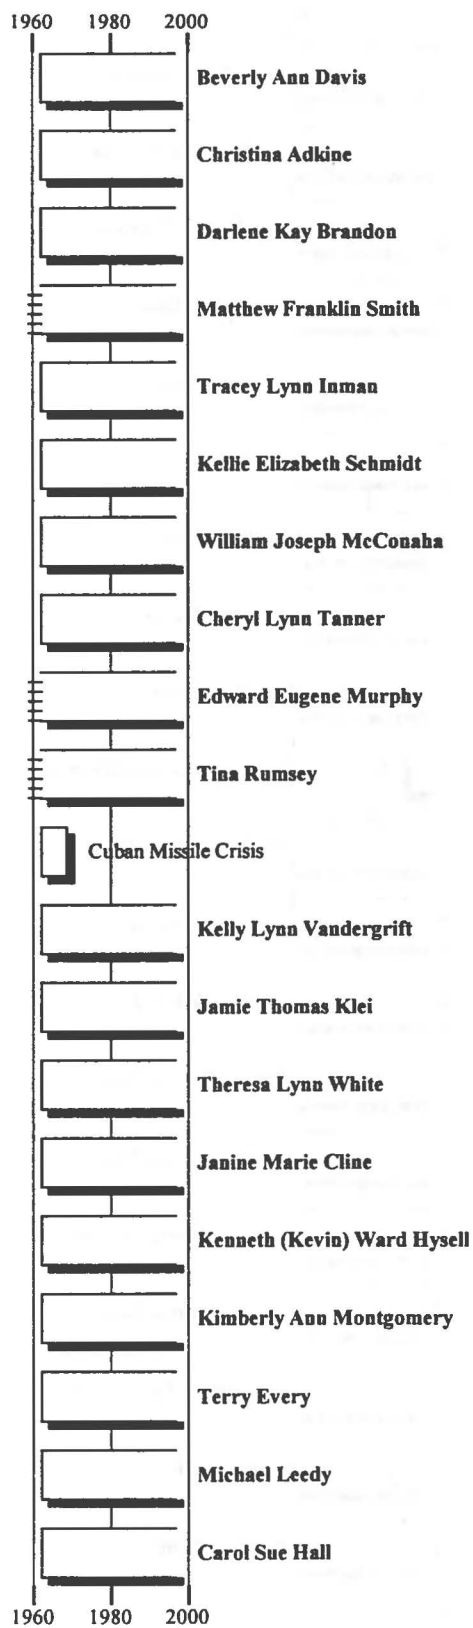 1960 1980 2000
Beverly Ann Davis
Christina Adkine
Darlene Kay Brandon
Matthew Franklin Smith
Tracey Lynn Inman
Kellie Elizabeth Schmidt
William Joseph McConaha
Cheryl Lynn Tanner
Edward Eugene Murphy
Tina Rumsey
Cuban Missile Crisis
Kelly Lynn Vandergrift
Jamie Thomas Klei
Theresa Lynn White
Janine Marie Cline
Kenneth (Kevin) Ward Hysell
Kimberly Ann Montgomery
Terry Every
Michael Leedy
Carol Sue Hall
1960 1980 2000